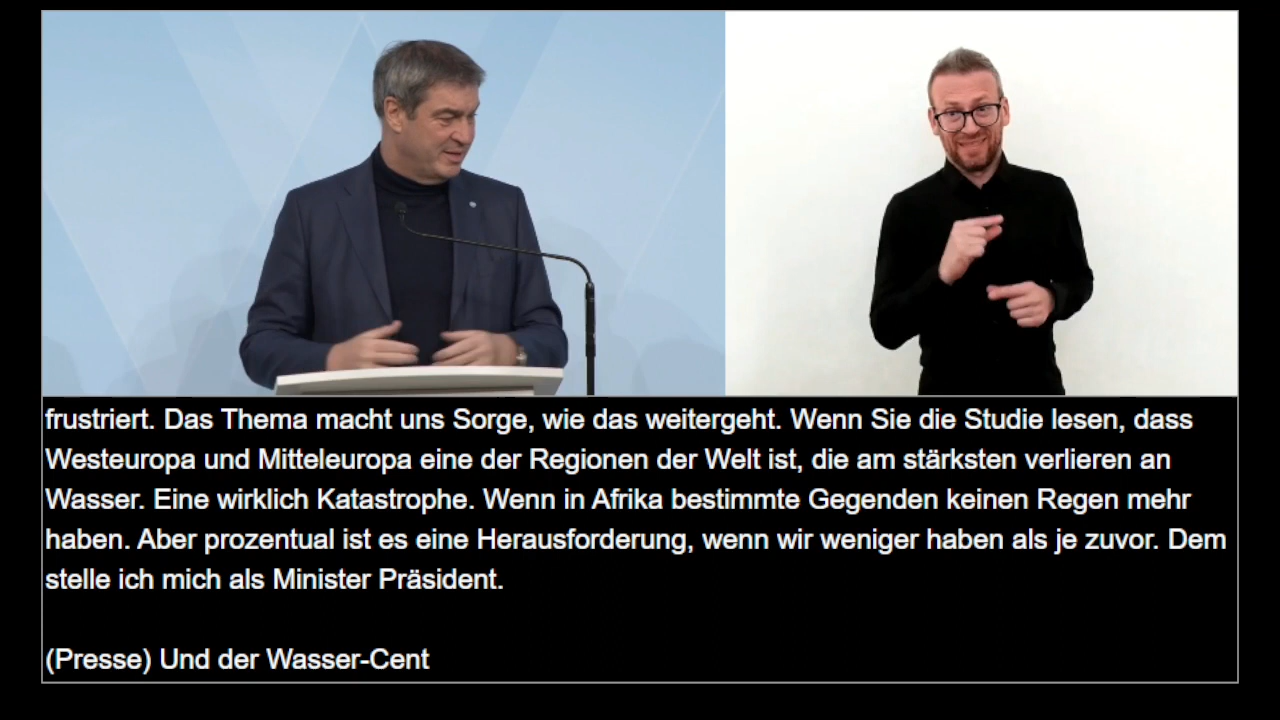 frustriert. Das Thema macht uns Sorge, wie das weitergeht. Wenn Sie die Studie lesen, dass
Westeuropa und Mitteleuropa eine der Regionen der Welt ist, die am stärksten verlieren an
Wasser. Eine wirklich Katastrophe. Wenn in Afrika bestimmte Gegenden keinen Regen mehr
haben. Aber prozentual ist es eine Herausforderung, wenn wir weniger haben als je zuvor. Dem
stelle ich mich als Minister Präsident.
(Presse) Und der Wasser-Cent